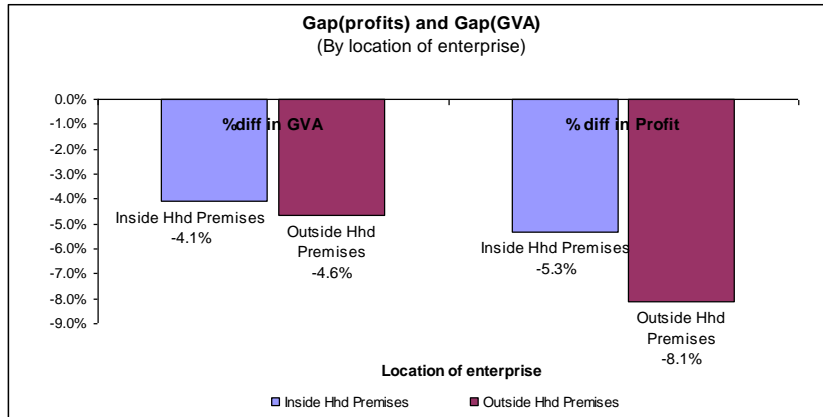 Gap(profits) and Gap(GVA)
(By location of enterprise)
0.0%
-1.0%
-2.0%
-3.0%
-4.0%
-5.0%
-6.0%
-7.0%
-8.0%
-9.0%
%diff in GVA
% diff in Profit
Inside Hhd Premises
-4.1%
Outside Hhd
Premises
-4.6%
Inside Hhd Premises
-5.3%
Outside Hhd
Premises
-8.1%
Location of enterprise
Inside Hhd Premises
Outside Hhd Premises